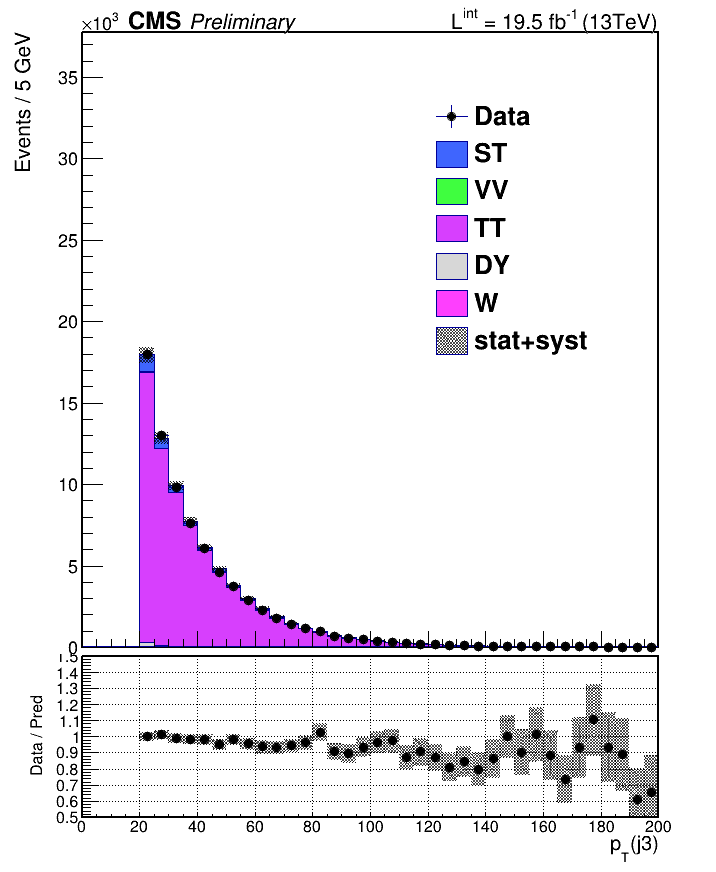 ×10³ CMS Preliminary L^int = 19.5 fb⁻¹ (13TeV)
Events / 5 GeV
35
30
25
20
15
10
5
0
Data
ST
VV
TT
DY
W
stat+syst
Data / Pred
1.5
1.4
1.3
1.2
1.1
1
0.9
0.8
0.7
0.6
0.5
0 20 40 60 80 100 120 140 160 180 200
p_T(j3)